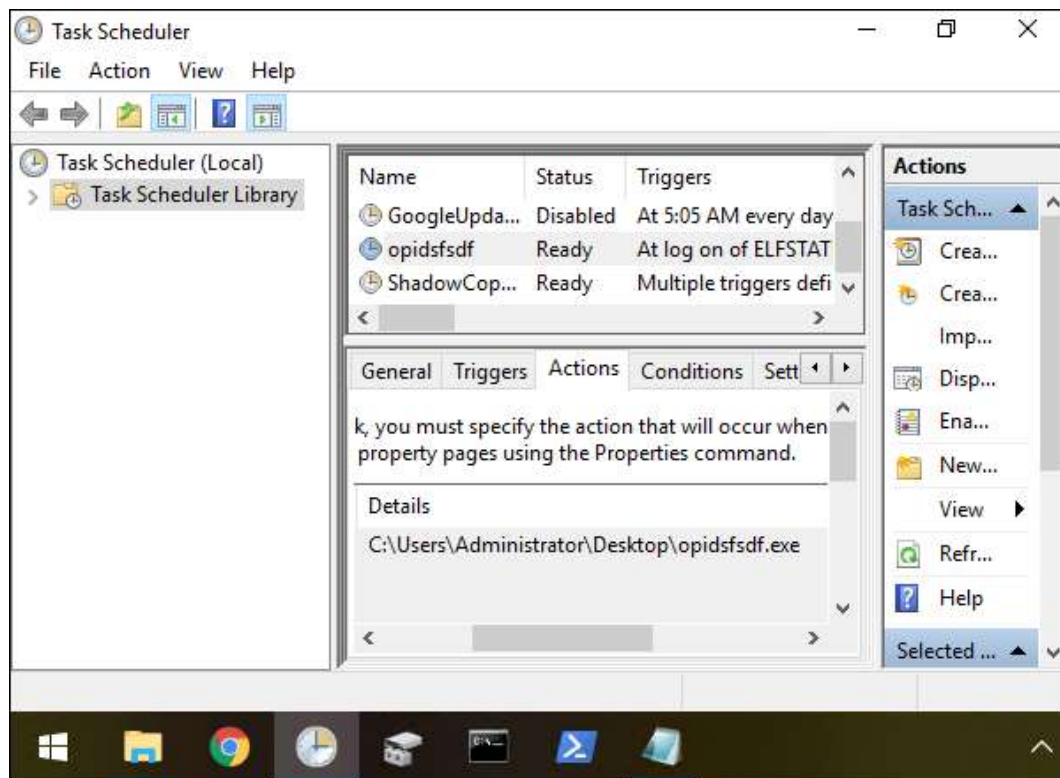 Task Scheduler
File Action View Help
Task Scheduler (Local)
Task Scheduler Library
Name Status Triggers
GoogleUpda... Disabled At 5:05 AM every day
opidsfsdf Ready At log on of ELFSTAT
ShadowCop... Ready Multiple triggers defi
General Triggers Actions Conditions Sett
k, you must specify the action that will occur when
property pages using the Properties command.
Details
C:\Users\Administrator\Desktop\opidsfsdf.exe
Actions
Task Sch...
Crea...
Crea...
Imp...
Disp...
Ena...
New...
View
Refr...
Help
Selected ...